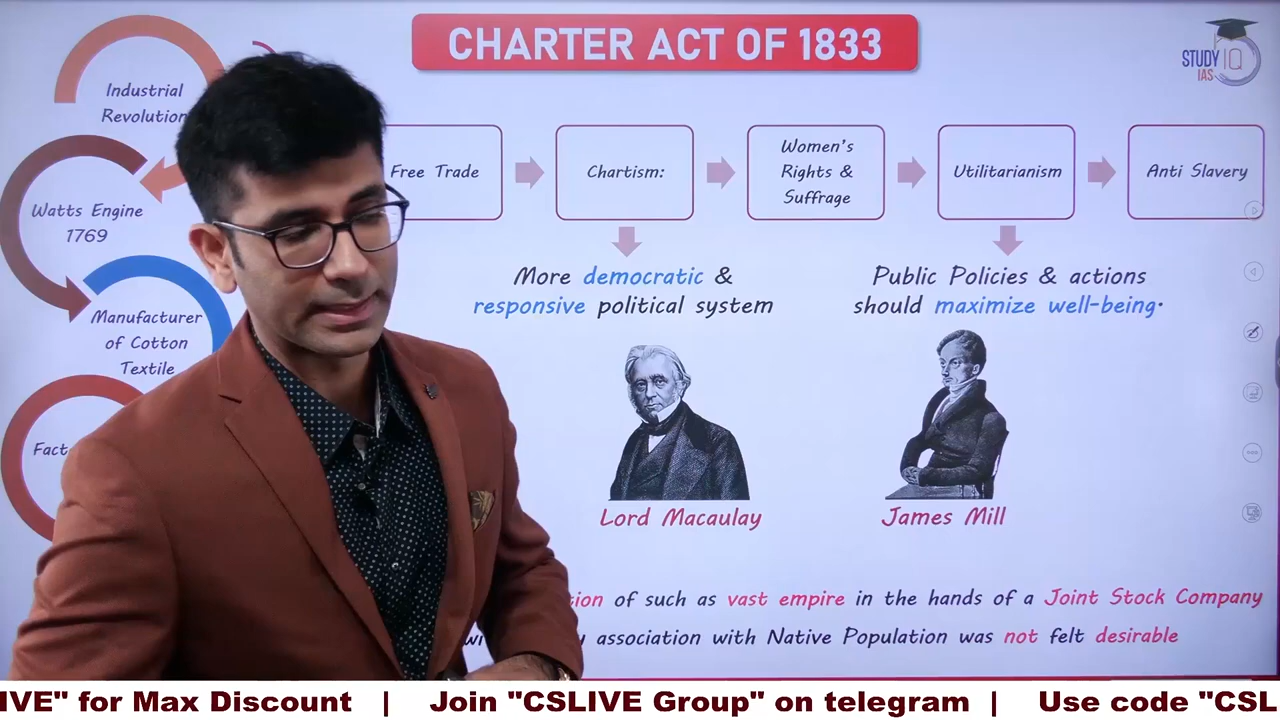 CHARTER ACT OF 1833
STUDY IQ
IAS
Industrial
Revolution
Watts Engine
1769
Manufacturer
of Cotton
Textile
Free Trade
Chartism:
Women's
Rights &
Suffrage
Utilitarianism
Anti Slavery
More democratic &
responsive political system
Public Policies & actions
should maximize well-being.
Lord Macaulay
James Mill
of such as vast empire in the hands of a Joint Stock Company
association with Native Population was not felt desirable
IVE" for Max Discount | Join "CSLIVE Group" on telegram | Use code "CSL